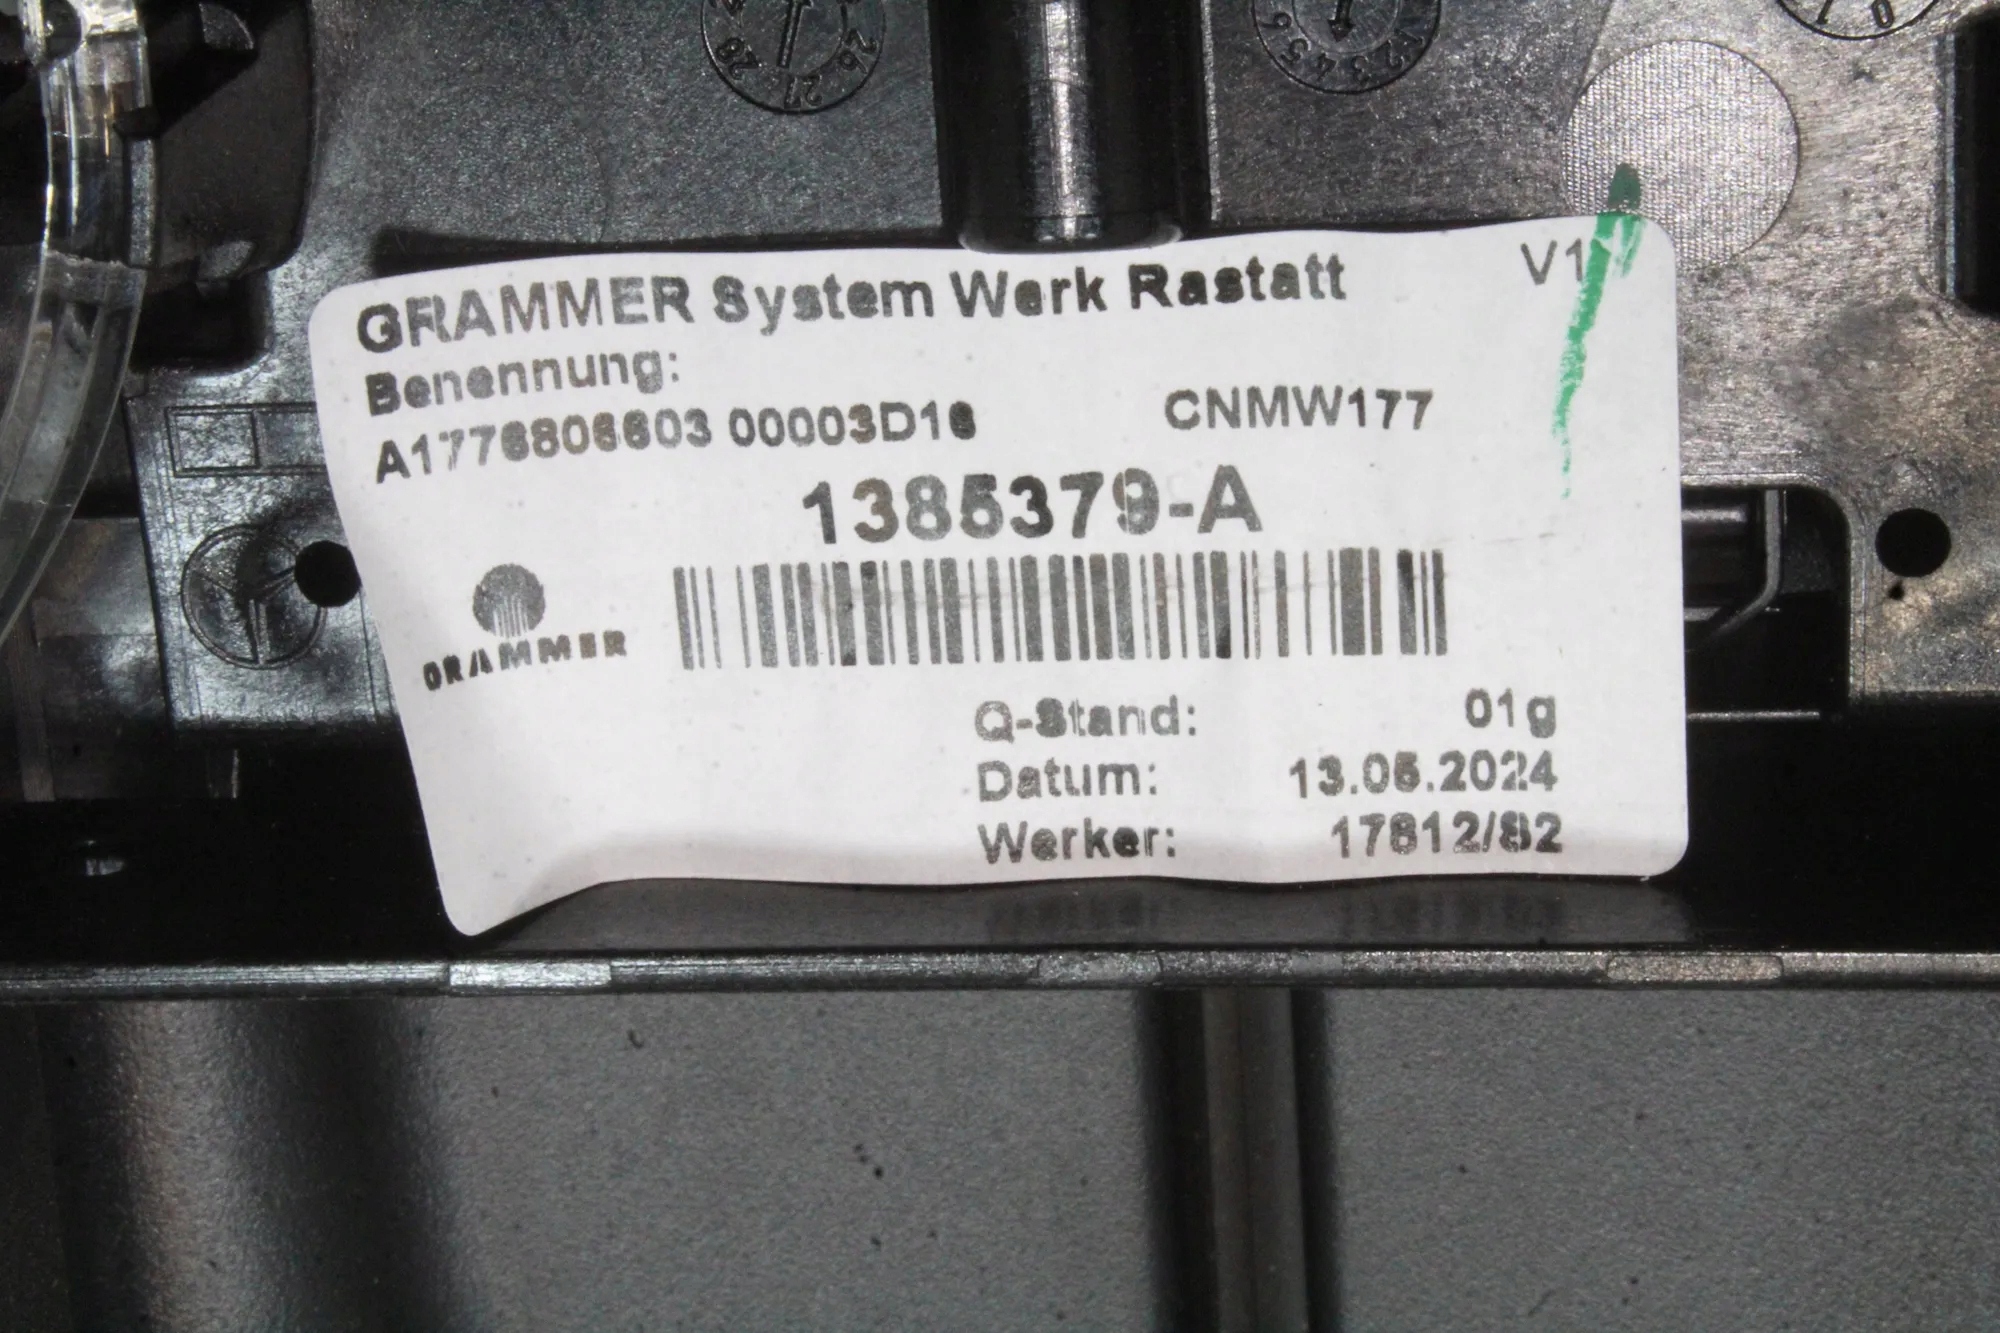 GRAMMER System Werk Rastatt
V1
Benennung:
A1776806603 00003D16
CNMW177
1385379-A
GRAMMER
Q-Stand: 01g
Datum: 13.05.2024
Werker: 17812/82